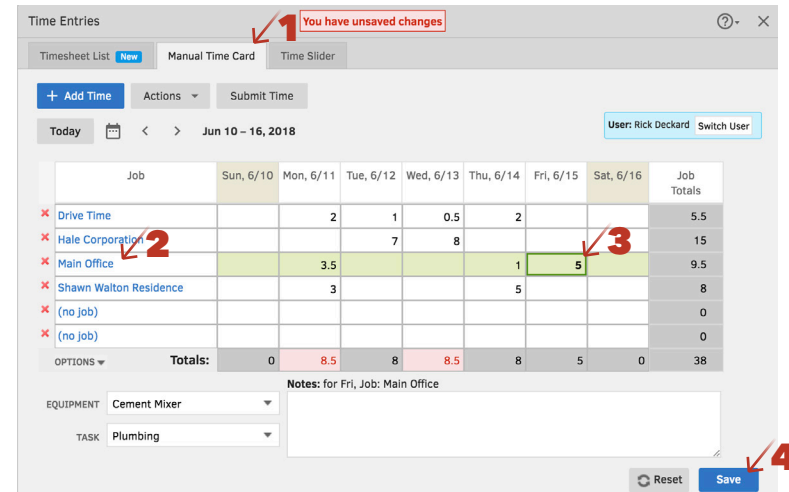 Time Entries 1 You have unsaved changes ?
Timesheet List New Manual Time Card Time Slider
+ Add Time Actions Submit Time
Today < > Jun 10 – 16, 2018 User: Rick Deckard Switch User
Job Sun, 6/10 Mon, 6/11 Tue, 6/12 Wed, 6/13 Thu, 6/14 Fri, 6/15 Sat, 6/16 Job
Totals
Drive Time 2 1 0.5 2 5.5
Hale Corporation 2 7 8 3 15
Main Office 3.5 1 5 9.5
Shawn Walton Residence 3 5 8
(no job) 0
(no job) 0
OPTIONS Totals: 0 8.5 8 8.5 8 5 0 38
Notes: for Fri, Job: Main Office
EQUIPMENT Cement Mixer
TASK Plumbing
4
Reset Save